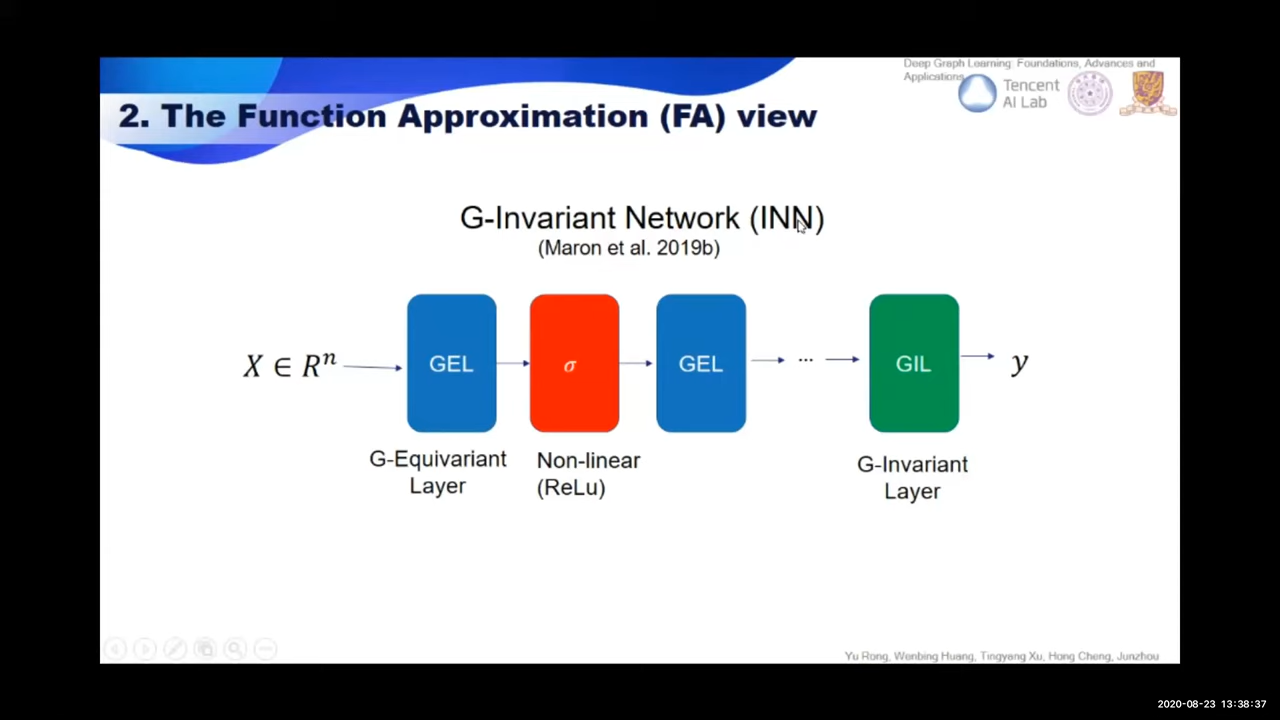 Deep Graph Learning: Foundations, Advances and
Applications
Tencent
AI Lab
2. The Function Approximation (FA) view
G-Invariant Network (INN)
(Maron et al. 2019b)
X ∈ Rⁿ
GEL
σ
GEL
...
GIL
y
G-Equivariant
Layer
Non-linear
(ReLu)
G-Invariant
Layer
Yu Rong, Wenbing Huang, Tingyang Xu, Hong Cheng, Junzhou
2020-08-23 13:38:37